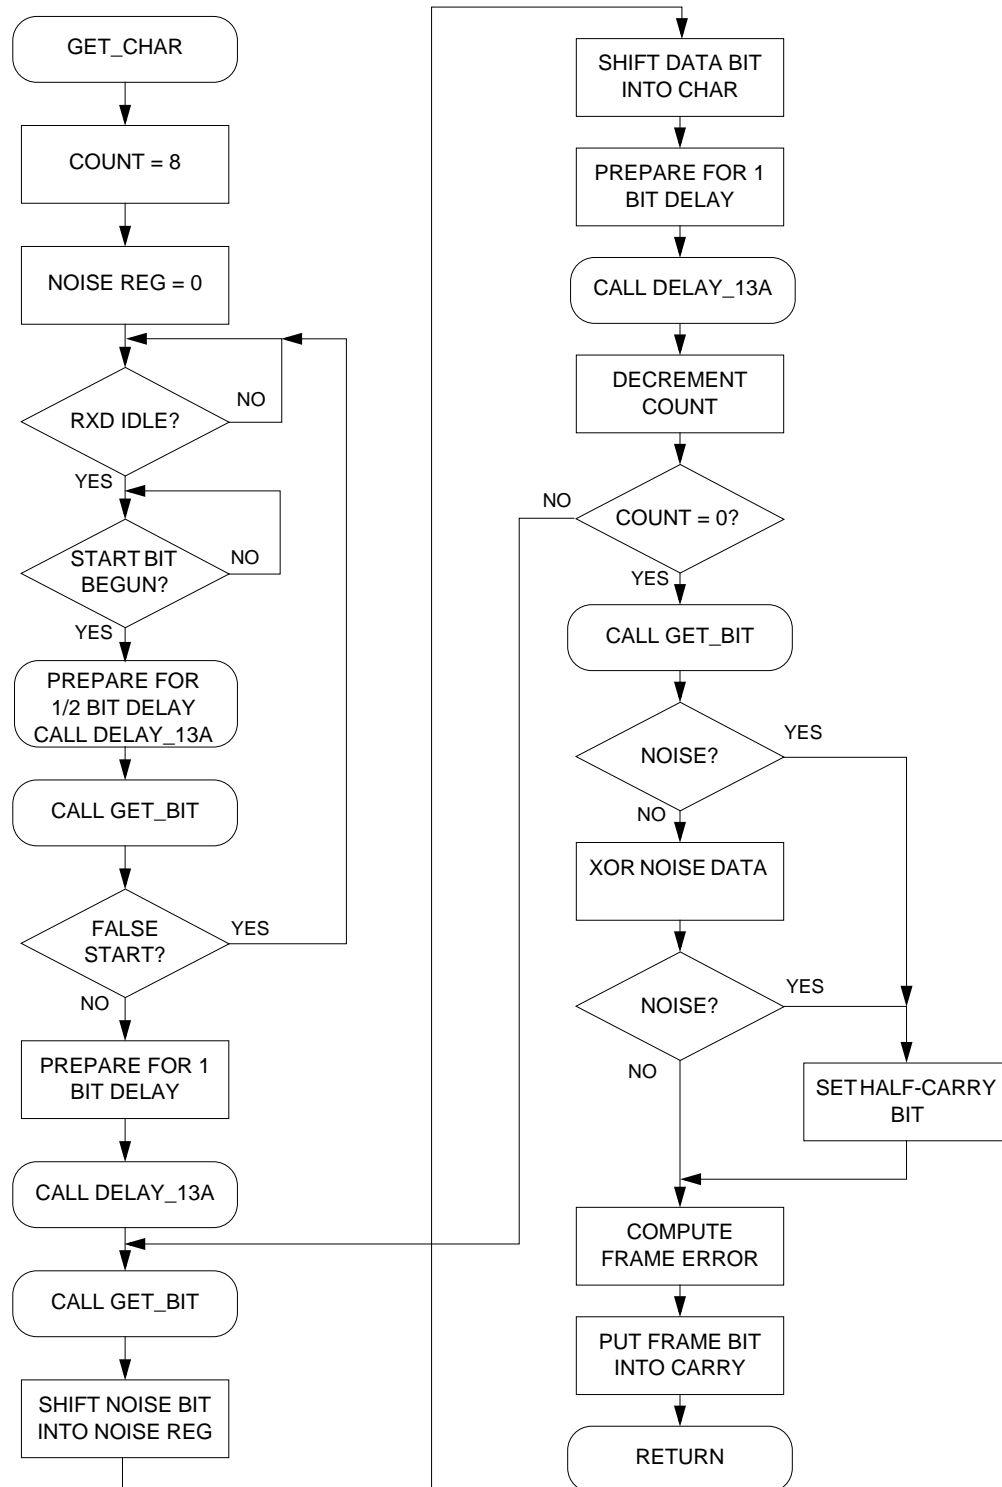 GET_CHAR
COUNT = 8
NOISE REG = 0
RXD IDLE?
NO
YES
START BIT
BEGUN?
NO
YES
PREPARE FOR
1/2 BIT DELAY
CALL DELAY_13A
CALL GET_BIT
FALSE
START?
YES
NO
PREPARE FOR 1
BIT DELAY
CALL DELAY_13A
CALL GET_BIT
SHIFT NOISE BIT
INTO NOISE REG
SHIFT DATA BIT
INTO CHAR
PREPARE FOR 1
BIT DELAY
CALL DELAY_13A
DECREMENT
COUNT
NO
COUNT = 0?
YES
CALL GET_BIT
NOISE?
YES
NO
XOR NOISE DATA
NOISE?
YES
NO
SET HALF-CARRY
BIT
COMPUTE
FRAME ERROR
PUT FRAME BIT
INTO CARRY
RETURN